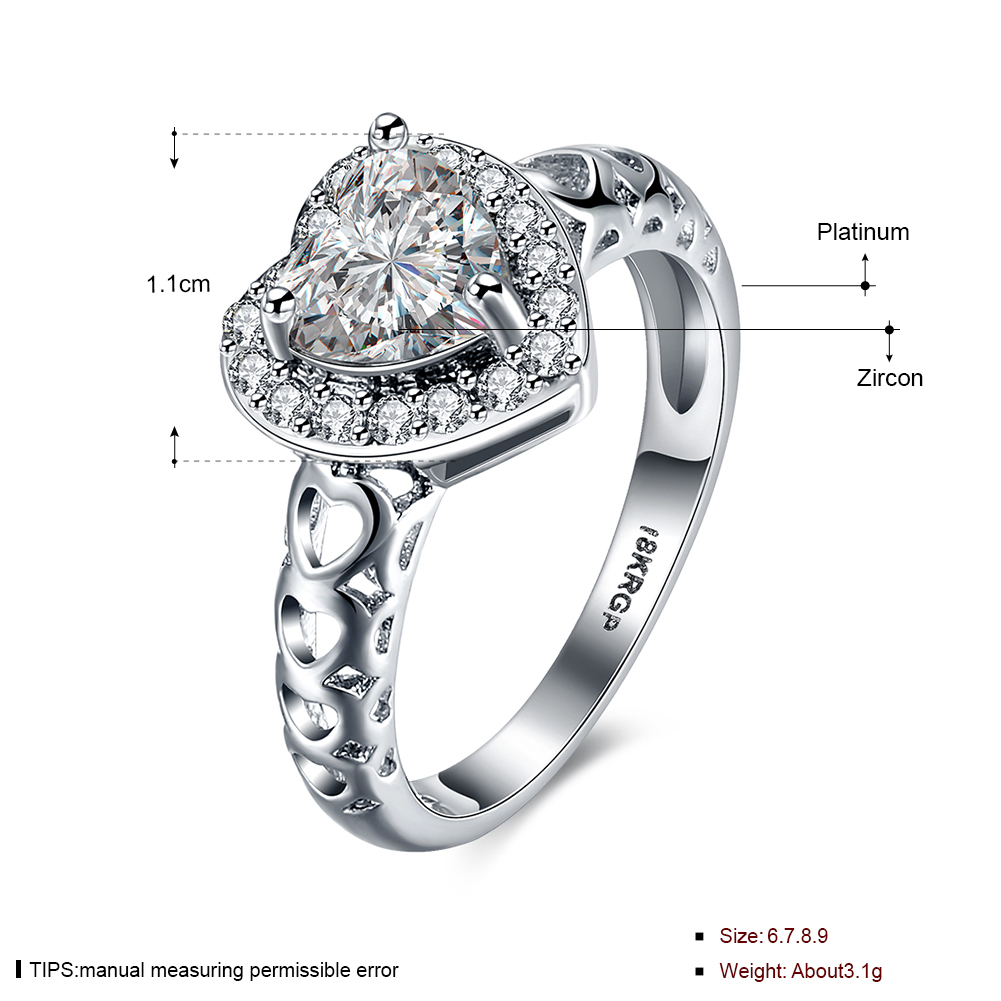 Platinum
1.1cm
Zircon
18KRGP
Size: 6.7.8.9
TIPS:manual measuring permissible error
Weight: About3.1g